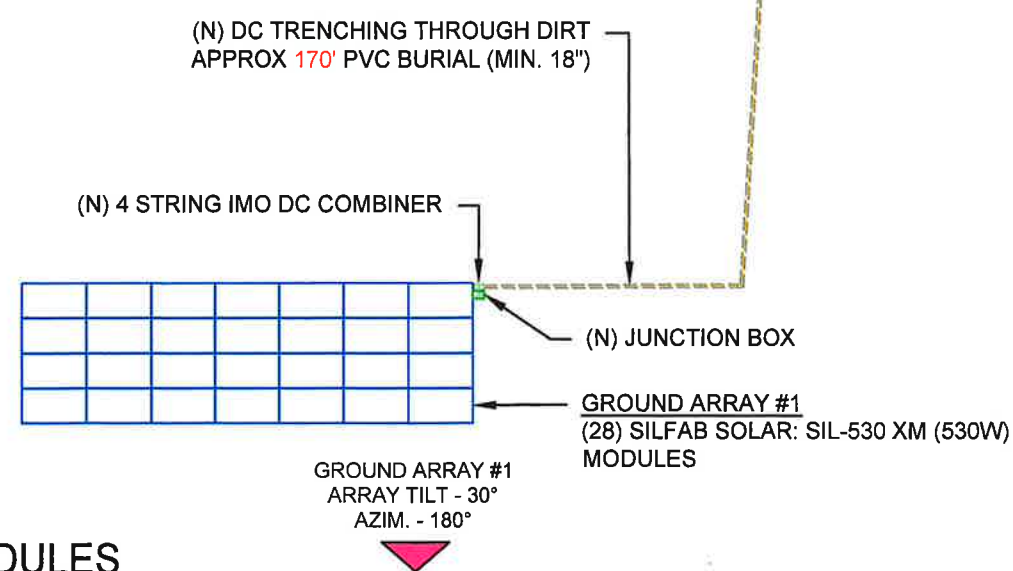 (N) DC TRENCHING THROUGH DIRT
APPROX 170' PVC BURIAL (MIN. 18")
(N) 4 STRING IMO DC COMBINER
(N) JUNCTION BOX
GROUND ARRAY #1
(28) SILFAB SOLAR: SIL-530 XM (530W)
MODULES
GROUND ARRAY #1
ARRAY TILT - 30°
AZIM. - 180°
DULES